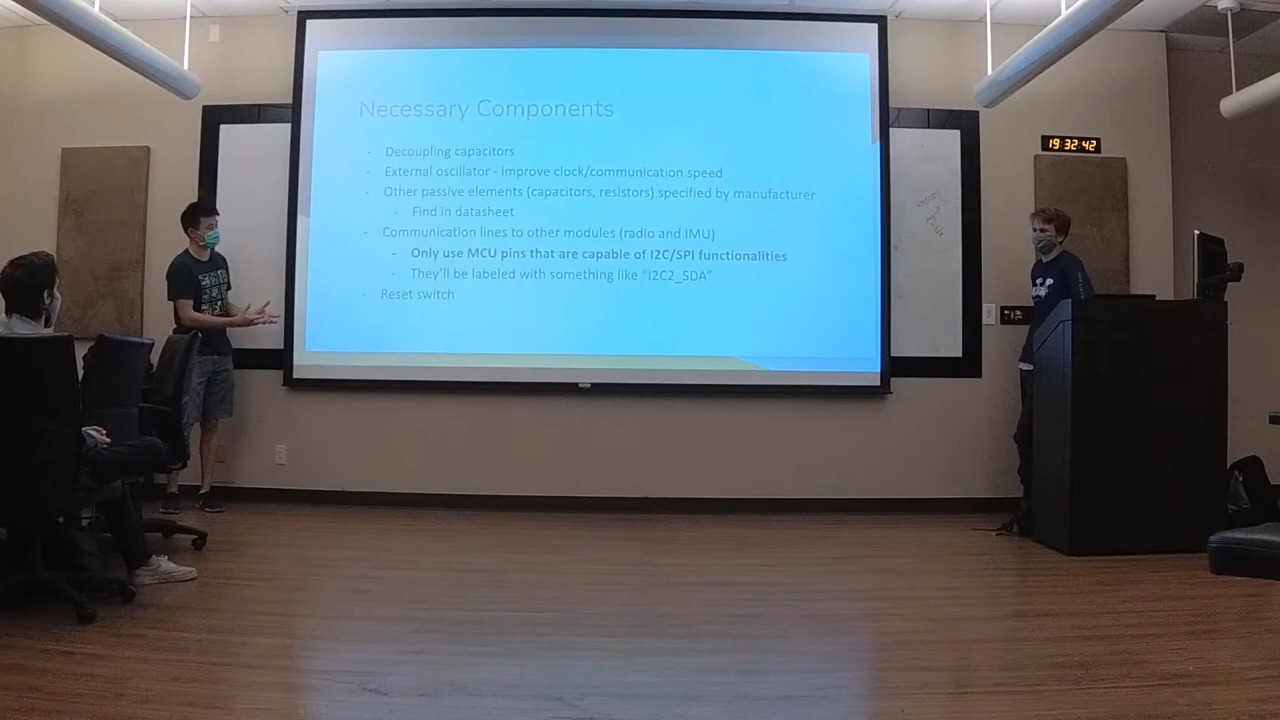 Necessary Components
- Decoupling capacitors
- External oscillator - improve clock/communication speed
- Other passive elements (capacitors, resistors) specified by manufacturer
- Find in datasheet
- Communication lines to other modules (radio and IMU)
- Only use MCU pins that are capable of I2C/SPI functionalities
- They'll be labeled with something like "I2C2_SDA"
- Reset switch
19:32:42